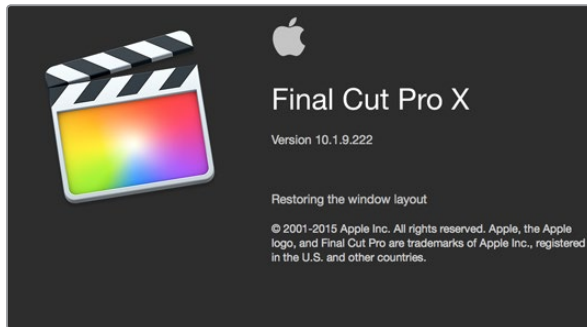 Final Cut Pro X
Version 10.1.9.222
Restoring the window layout
© 2001-2015 Apple Inc. All rights reserved. Apple, the Apple
logo, and Final Cut Pro are trademarks of Apple Inc., registered
in the U.S. and other countries.